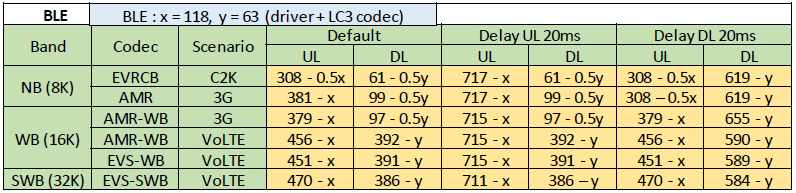 BLE BLE : x = 118, y = 63 (driver + LC3 codec)
Band Codec Scenario Default Delay UL 20ms Delay DL 20ms
UL DL UL DL UL DL
NB (8K) EVRCB C2K 308 - 0.5x 61 - 0.5y 717 - x 61 - 0.5y 308 - 0.5x 619 - y
AMR 3G 381 - x 99 - 0.5y 717 - x 99 - 0.5y 308 – 0.5x 619 - y
WB (16K) AMR-WB 3G 379 - x 97 - 0.5y 715 - x 97 - 0.5y 379 - x 655 - y
AMR-WB VoLTE 456 - x 392 - y 715 - x 392 - y 456 - x 590 - y
EVS-WB VoLTE 451 - x 391 - y 715 - x 391 - y 451 - x 589 - y
SWB (32K) EVS-SWB VoLTE 470 - x 386 - y 711 - x 386 – y 470 - x 584 - y